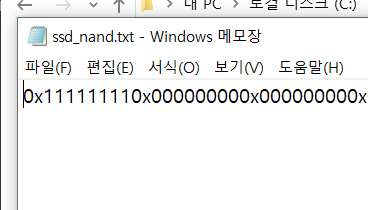 내 PC > 로컬 디스크 (C:)
ssd_nand.txt - Windows 메모장
파일(F) 편집(E) 서식(O) 보기(V) 도움말(H)
0x111111110x000000000x000000000x